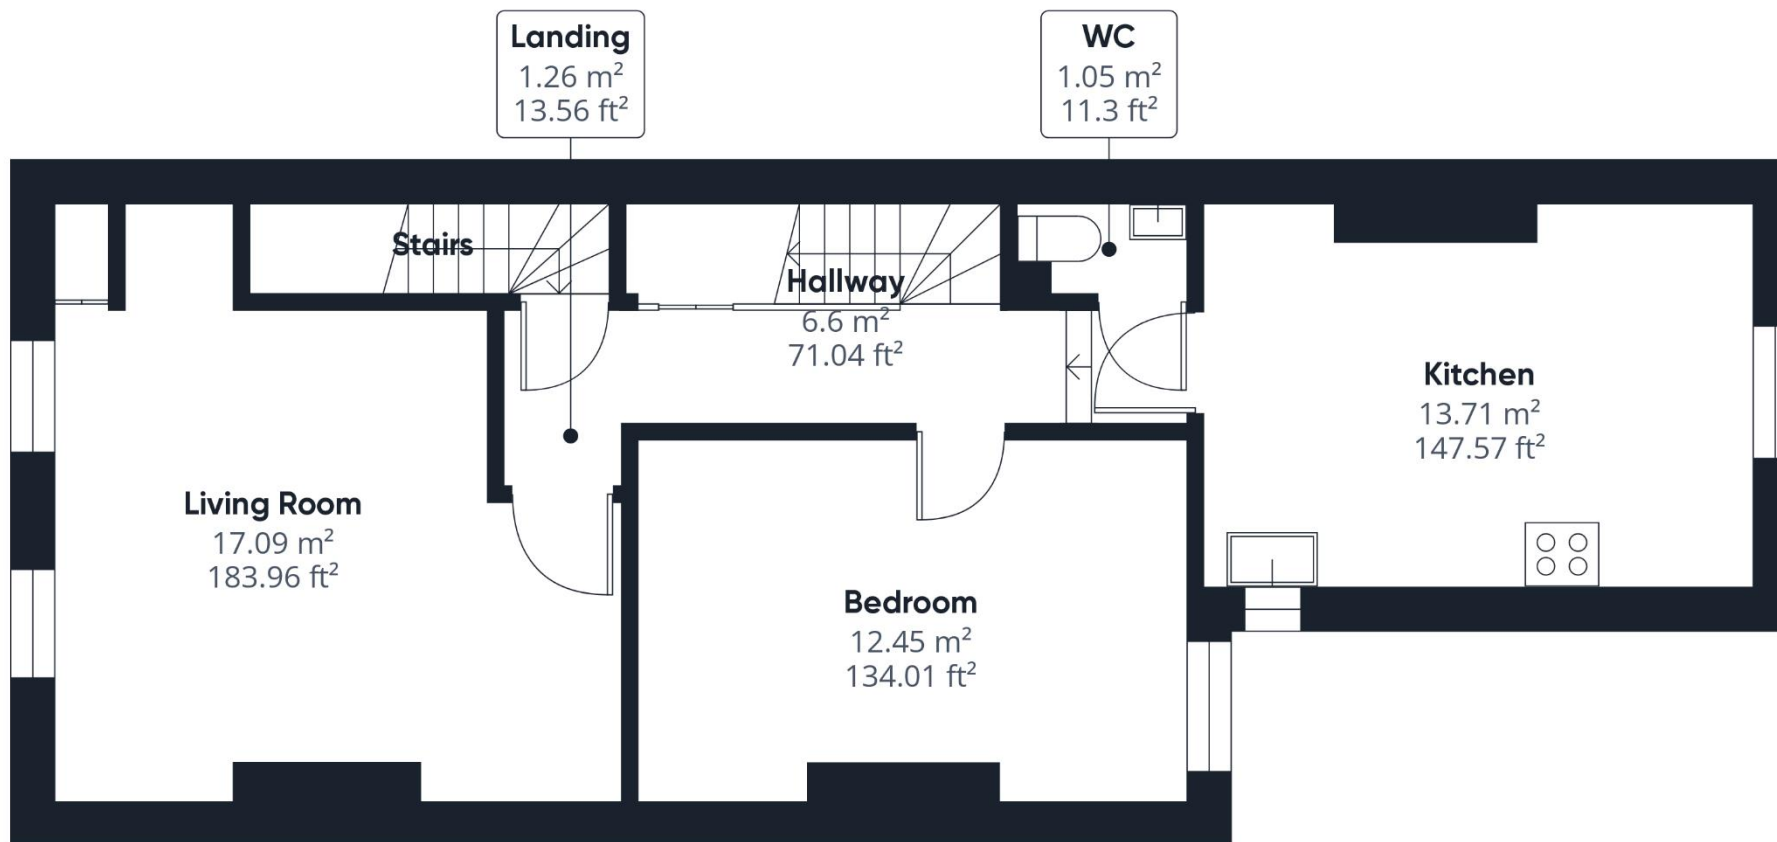 Landing
1.26 m²
13.56 ft²
WC
1.05 m²
11.3 ft²
Stairs
Hallway
6.6 m²
71.04 ft²
Kitchen
13.71 m²
147.57 ft²
Living Room
17.09 m²
183.96 ft²
Bedroom
12.45 m²
134.01 ft²